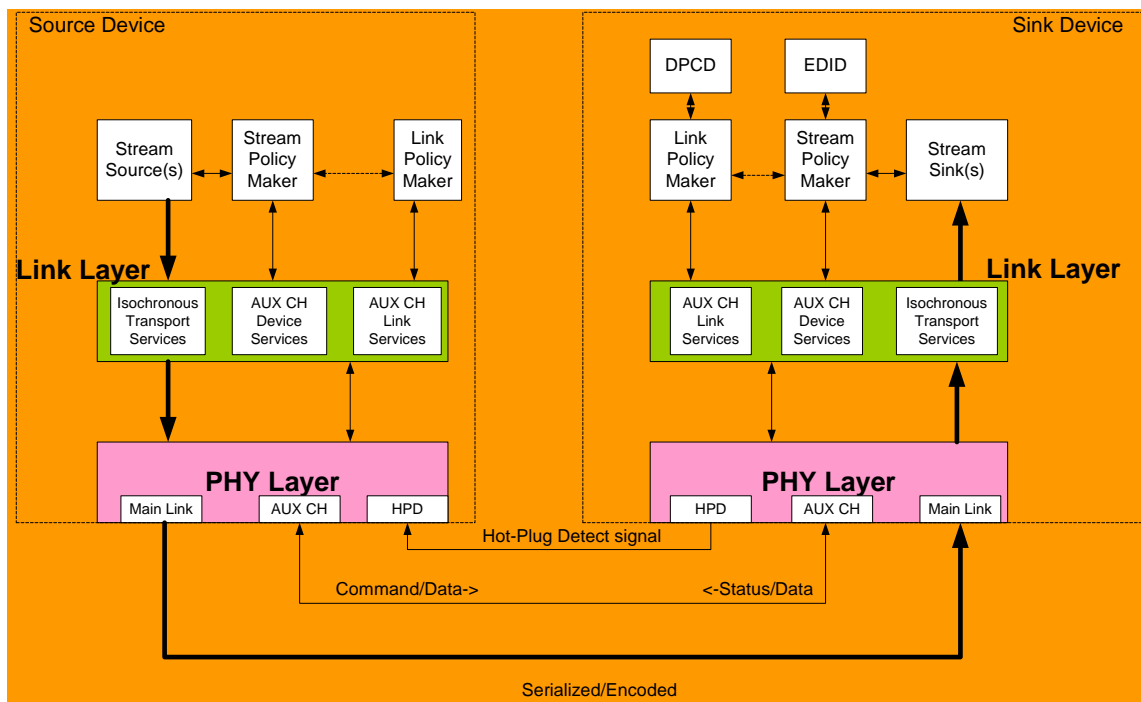 Source Device
Sink Device
DPCD
EDID
Stream
Source(s)
Stream
Policy
Maker
Link
Policy
Maker
Link
Policy
Maker
Stream
Policy
Maker
Stream
Sink(s)
Link Layer
Link Layer
Isochronous
Transport
Services
AUX CH
Device
Services
AUX CH
Link
Services
AUX CH
Link
Services
AUX CH
Device
Services
Isochronous
Transport
Services
PHY Layer
PHY Layer
Main Link
AUX CH
HPD
HPD
AUX CH
Main Link
Hot-Plug Detect signal
Command/Data->
<-Status/Data
Serialized/Encoded